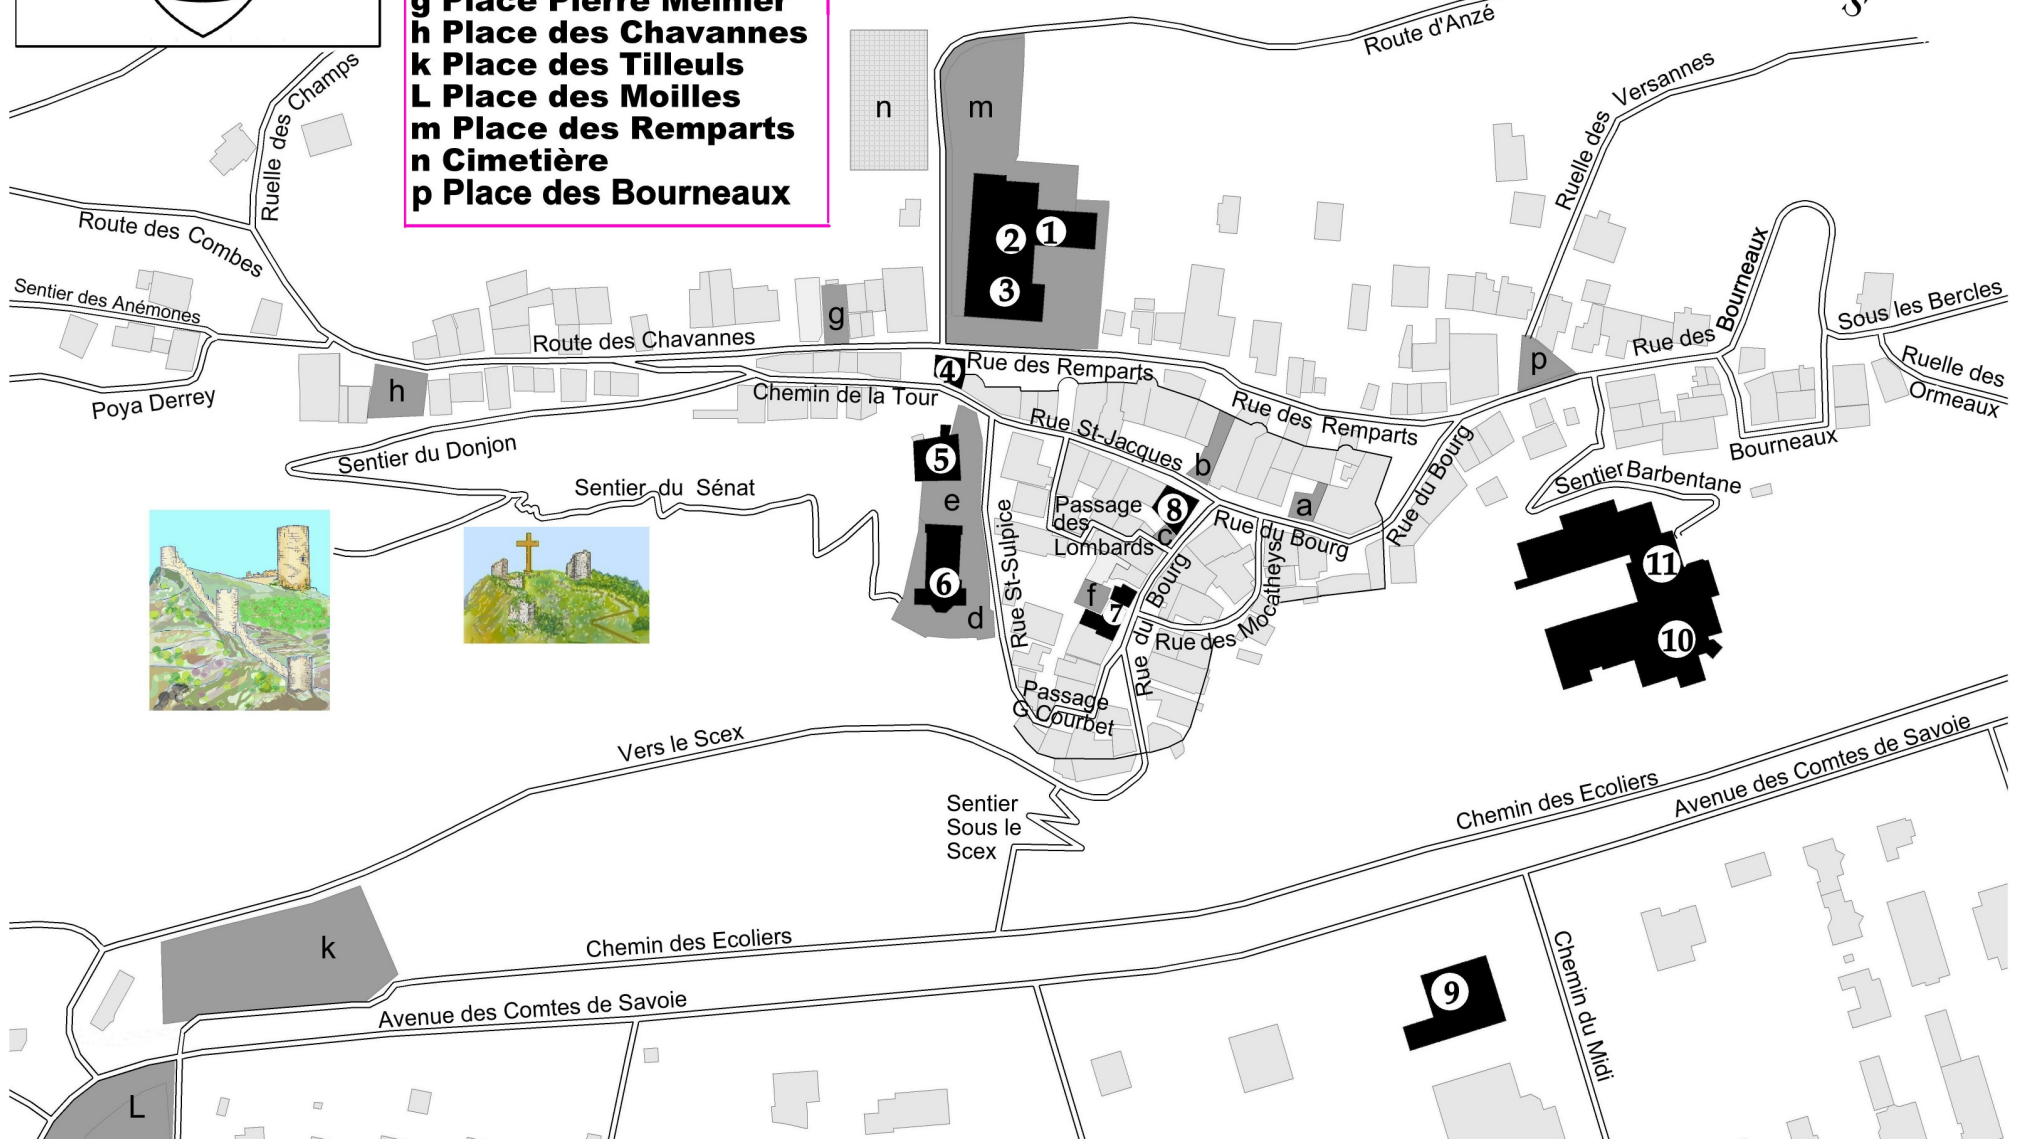 g Place Pierre Meinier
h Place des Chavannes
k Place des Tilleuls
L Place des Moilles
m Place des Remparts
n Cimetière
p Place des Bourneaux
Route d'Anzé
Ruelle des Champs
Ruelle des Versannes
n
m
Route des Combes
Sentier des Anémones
Poya Derrey
h
Route des Chavannes
g
2
1
3
4
Rue des Remparts
Chemin de la Tour
Rue des Remparts
p
Rue des Bourneaux
Sous les Bercles
Ruelle des
Ormeaux
Bourneaux
Sentier du Donjon
Sentier du Sénat
5
e
6
d
Rue St-Sulpice
Rue St-Jacques
b
a
Passage
des
Lombards
8
c
Rue du Bourg
Rue du Bourg
Sentier Barbentane
11
10
f
7
Rue du Bourg
Rue des Mocatheys
Passage
G Courbet
Vers le Scex
Sentier
Sous le
Scex
Chemin des Ecoliers
Avenue des Comtes de Savoie
k
Chemin des Ecoliers
Avenue des Comtes de Savoie
9
Chemin du Midi
L